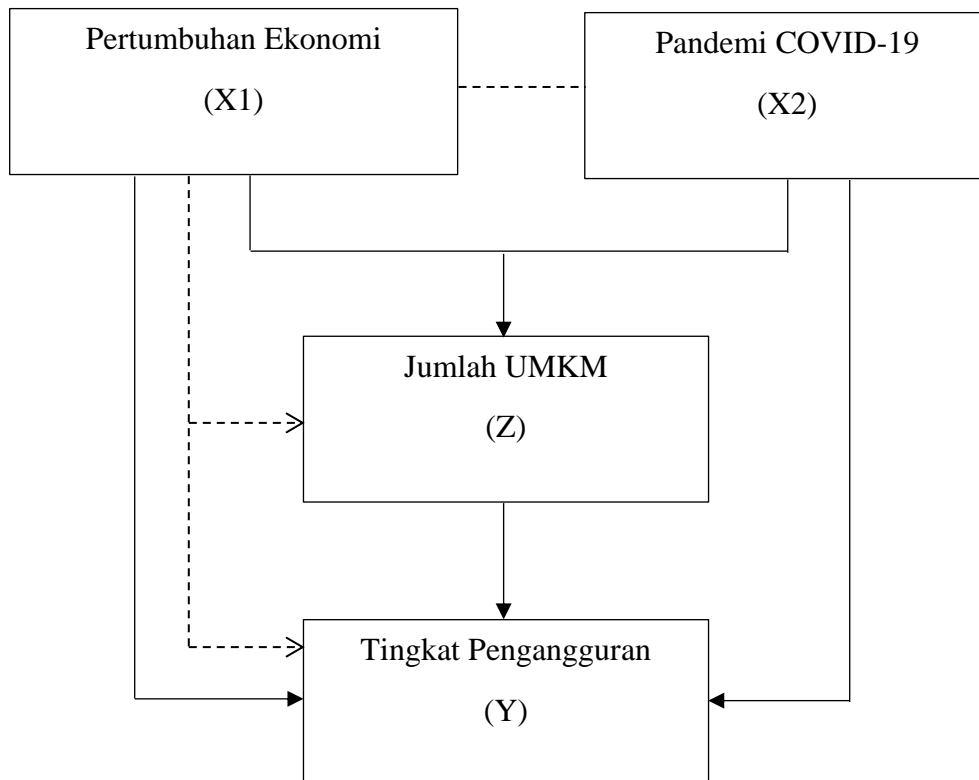 Pertumbuhan Ekonomi
(X1)
Pandemi COVID-19
(X2)
Jumlah UMKM
(Z)
Tingkat Pengangguran
(Y)